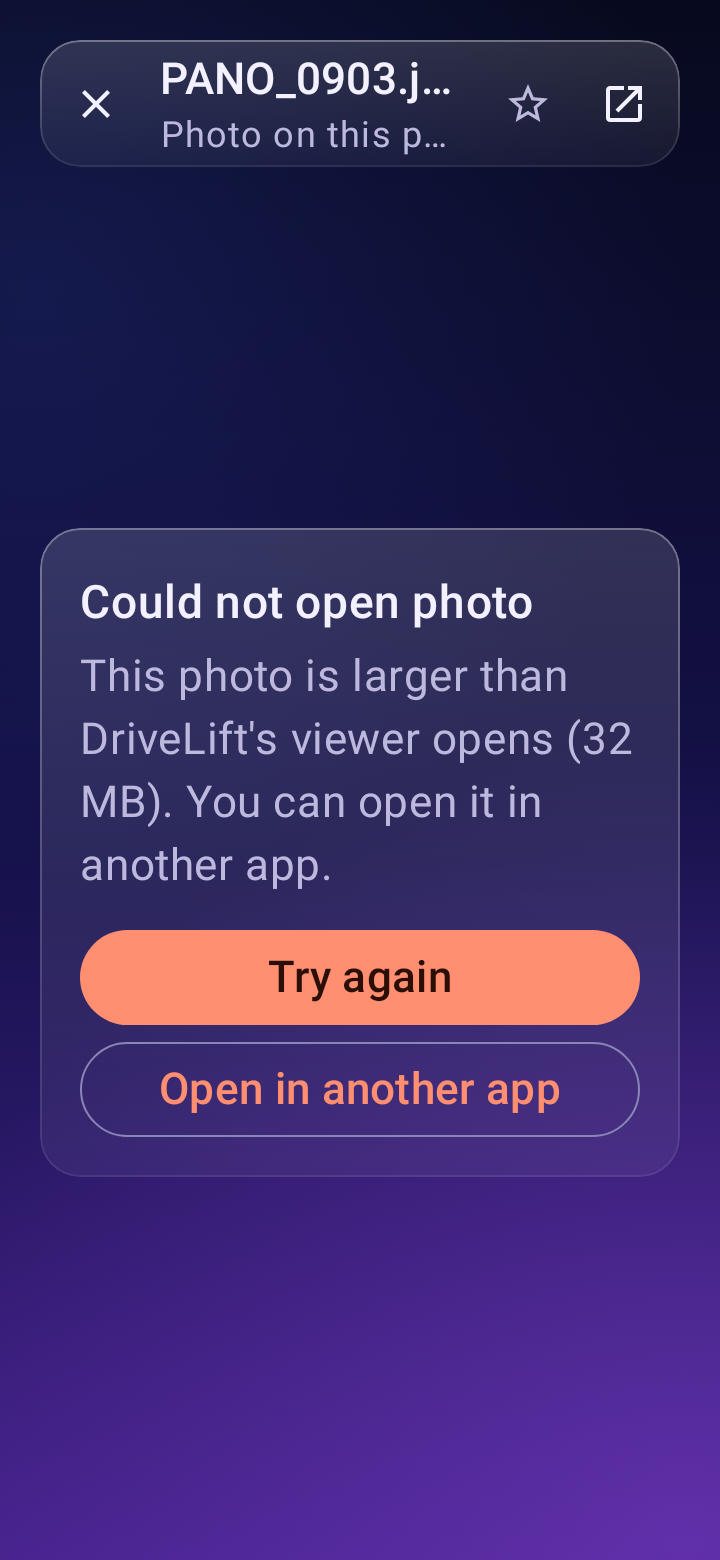 PANO_0903.j…
Photo on this p…
Could not open photo
This photo is larger than
DriveLift's viewer opens (32
MB). You can open it in
another app.
Try again
Open in another app